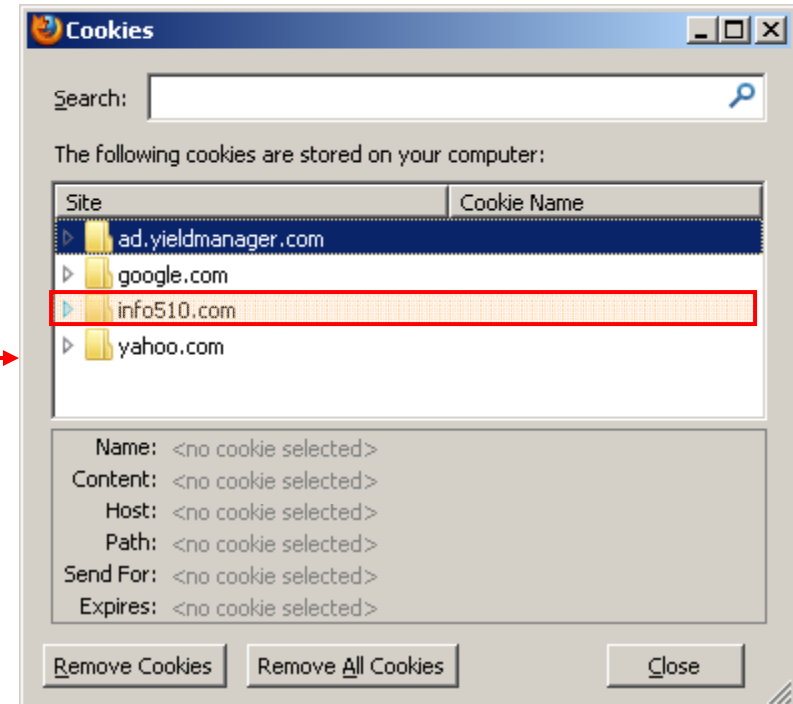 Cookies
Search:
The following cookies are stored on your computer:
Site Cookie Name
ad.yieldmanager.com
google.com
info510.com
yahoo.com
Name: <no cookie selected>
Content: <no cookie selected>
Host: <no cookie selected>
Path: <no cookie selected>
Send For: <no cookie selected>
Expires: <no cookie selected>
Remove Cookies Remove All Cookies Close